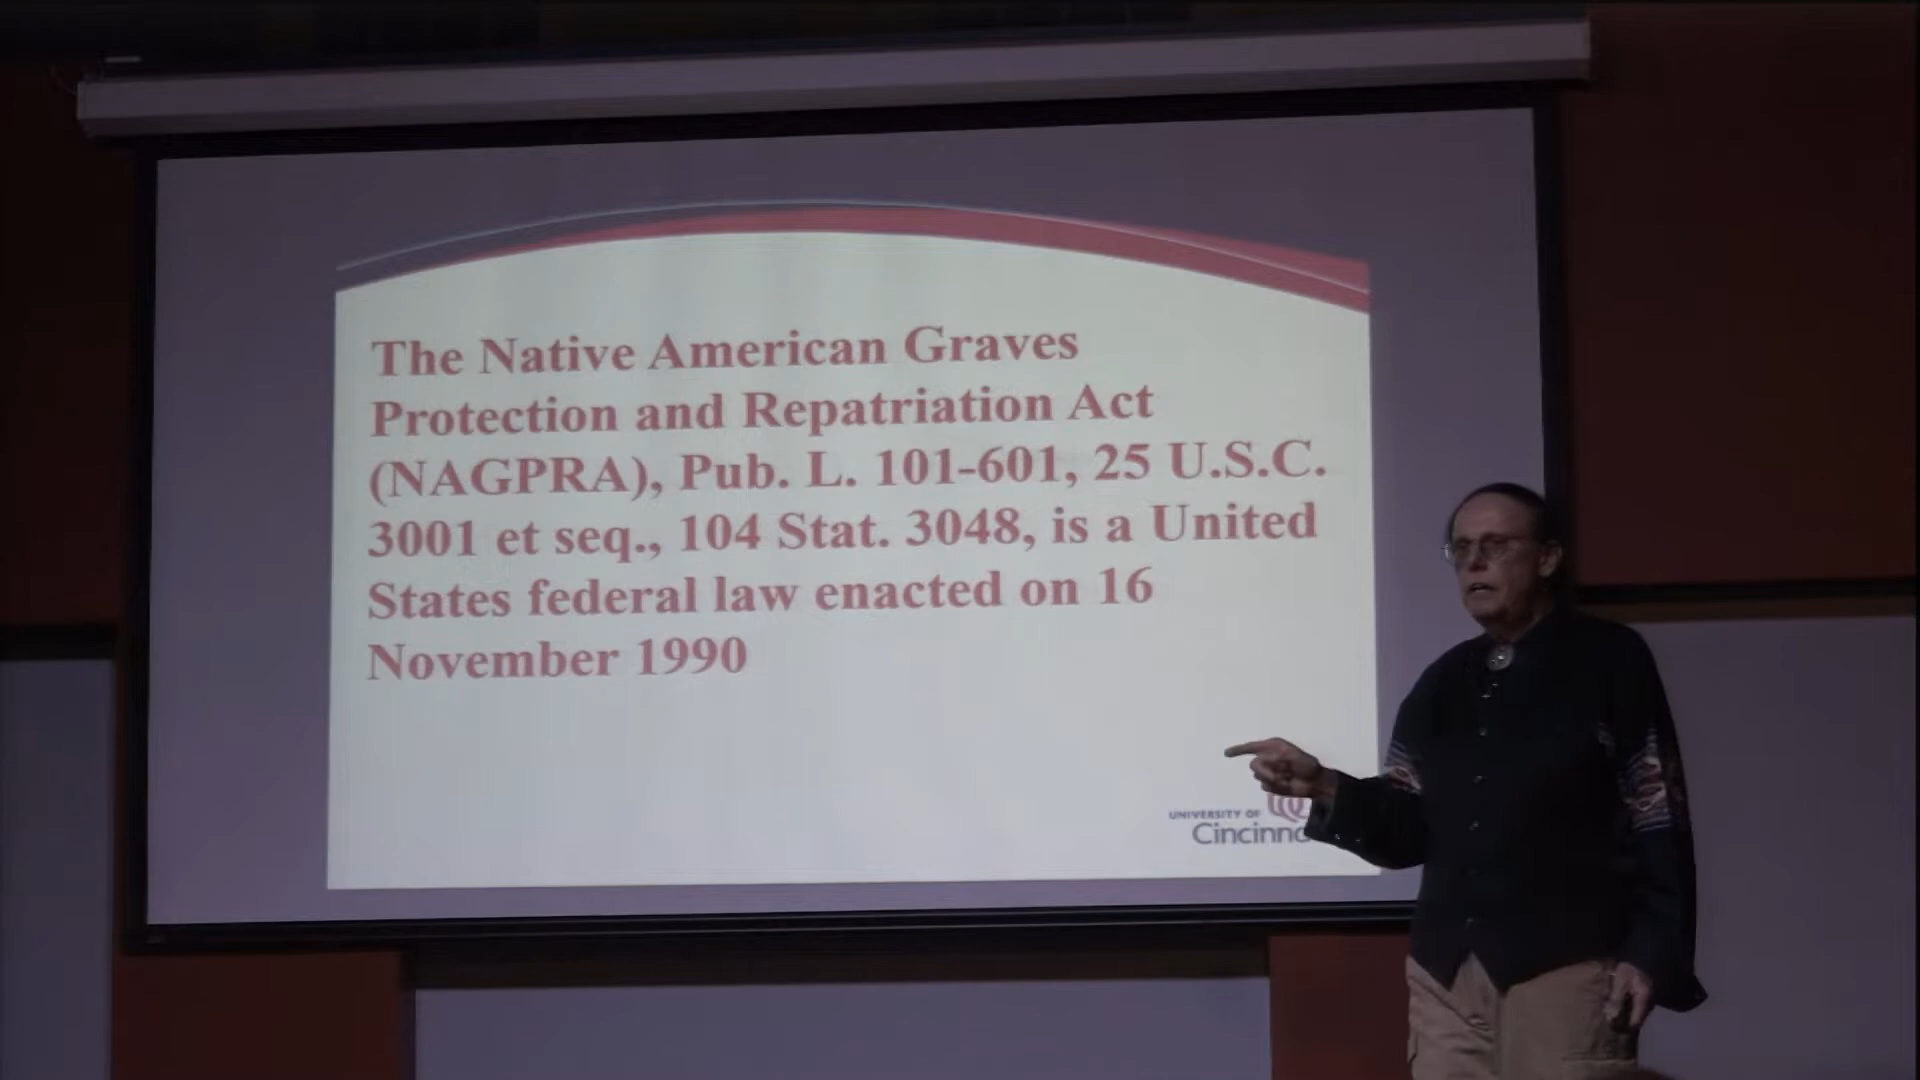 The Native American Graves
Protection and Repatriation Act
(NAGPRA), Pub. L. 101-601, 25 U.S.C.
3001 et seq., 104 Stat. 3048, is a United
States federal law enacted on 16
November 1990
UNIVERSITY OF